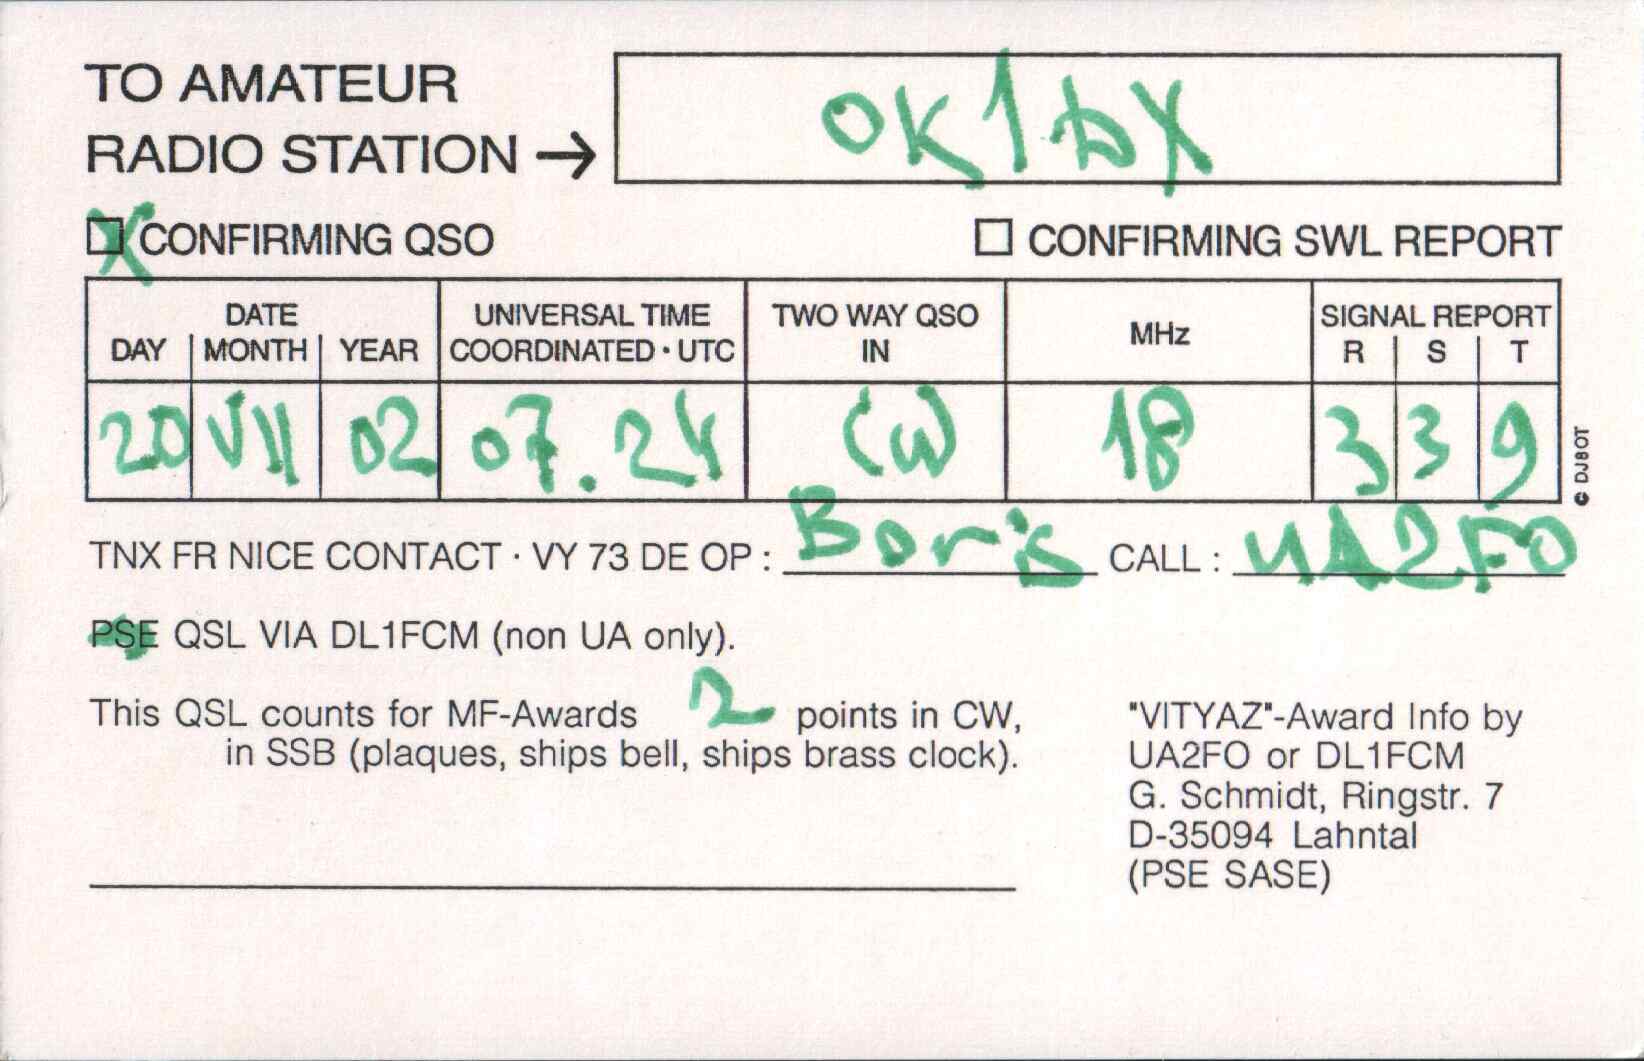 TO AMATEUR
RADIO STATION → OK1DX
CONFIRMING QSO CONFIRMING SWL REPORT
DATE UNIVERSAL TIME TWO WAY QSO MHz SIGNAL REPORT
DAY MONTH YEAR COORDINATED · UTC IN R S T
20 VII 02 07.24 CW 18 3 3 9
© DJ8OT
TNX FR NICE CONTACT · VY 73 DE OP : Boris CALL : UA2FO
PSE QSL VIA DL1FCM (non UA only).
This QSL counts for MF-Awards 2 points in CW,
in SSB (plaques, ships bell, ships brass clock).
"VITYAZ"-Award Info by
UA2FO or DL1FCM
G. Schmidt, Ringstr. 7
D-35094 Lahntal
(PSE SASE)